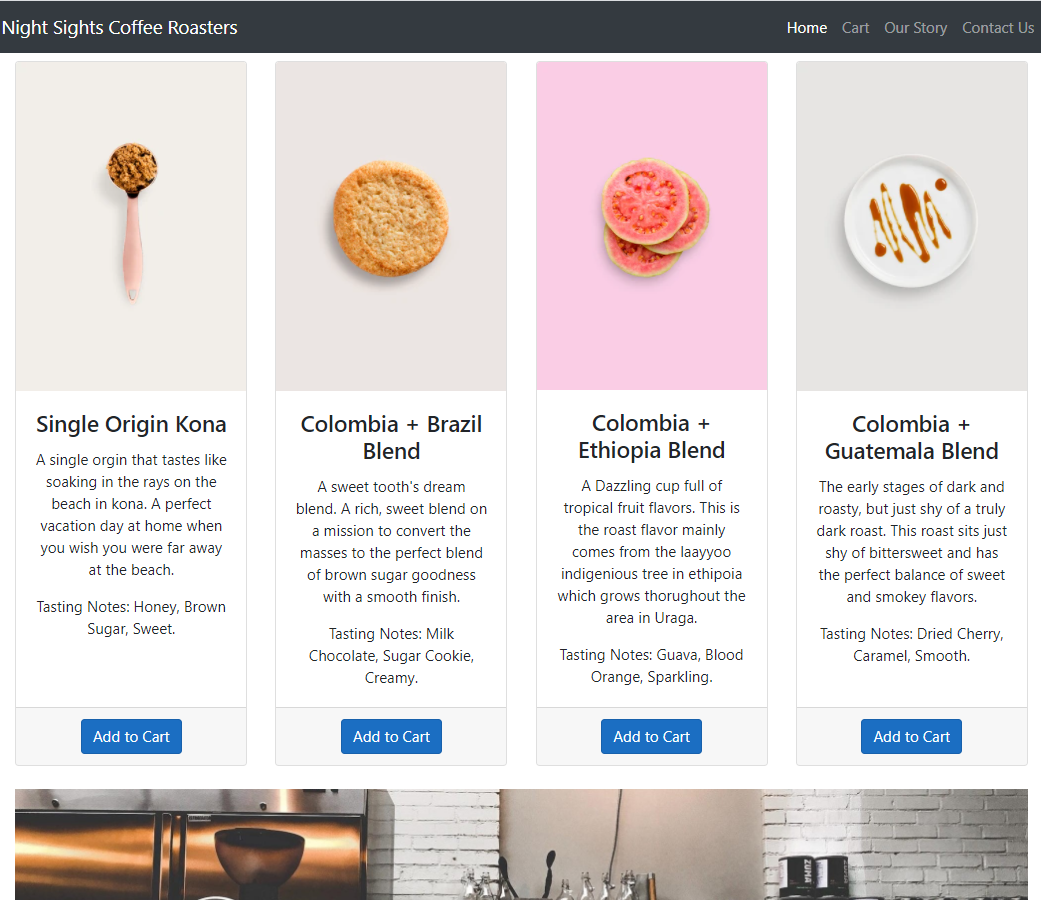 Night Sights Coffee Roasters
Home Cart Our Story Contact Us
Single Origin Kona
A single orgin that tastes like
soaking in the rays on the
beach in kona. A perfect
vacation day at home when
you wish you were far away
at the beach.
Tasting Notes: Honey, Brown
Sugar, Sweet.
Add to Cart
Colombia + Brazil
Blend
A sweet tooth's dream
blend. A rich, sweet blend on
a mission to convert the
masses to the perfect blend
of brown sugar goodness
with a smooth finish.
Tasting Notes: Milk
Chocolate, Sugar Cookie,
Creamy.
Add to Cart
Colombia +
Ethiopia Blend
A Dazzling cup full of
tropical fruit flavors. This is
the roast flavor mainly
comes from the laayyoo
indigenious tree in ethipoia
which grows thorughout the
area in Uraga.
Tasting Notes: Guava, Blood
Orange, Sparkling.
Add to Cart
Colombia +
Guatemala Blend
The early stages of dark and
roasty, but just shy of a truly
dark roast. This roast sits just
shy of bittersweet and has
the perfect balance of sweet
and smokey flavors.
Tasting Notes: Dried Cherry,
Caramel, Smooth.
Add to Cart
ZUMA